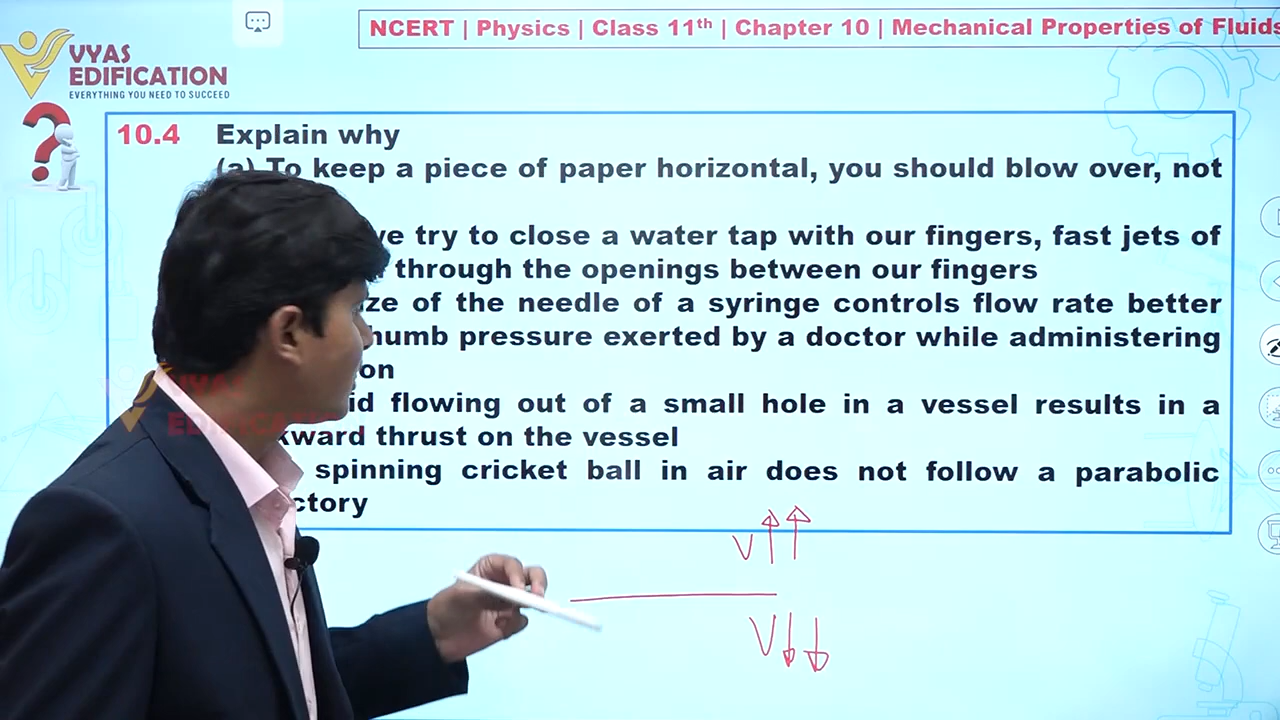 NCERT | Physics | Class 11th | Chapter 10 | Mechanical Properties of Fluids
VYAS
EDIFICATION
EVERYTHING YOU NEED TO SUCCEED
10.4 Explain why
(a) To keep a piece of paper horizontal, you should blow over, not
try to close a water tap with our fingers, fast jets of
through the openings between our fingers
of the needle of a syringe controls flow rate better
pressure exerted by a doctor while administering
flowing out of a small hole in a vessel results in a
thrust on the vessel
spinning cricket ball in air does not follow a parabolic
V
V
VYAS